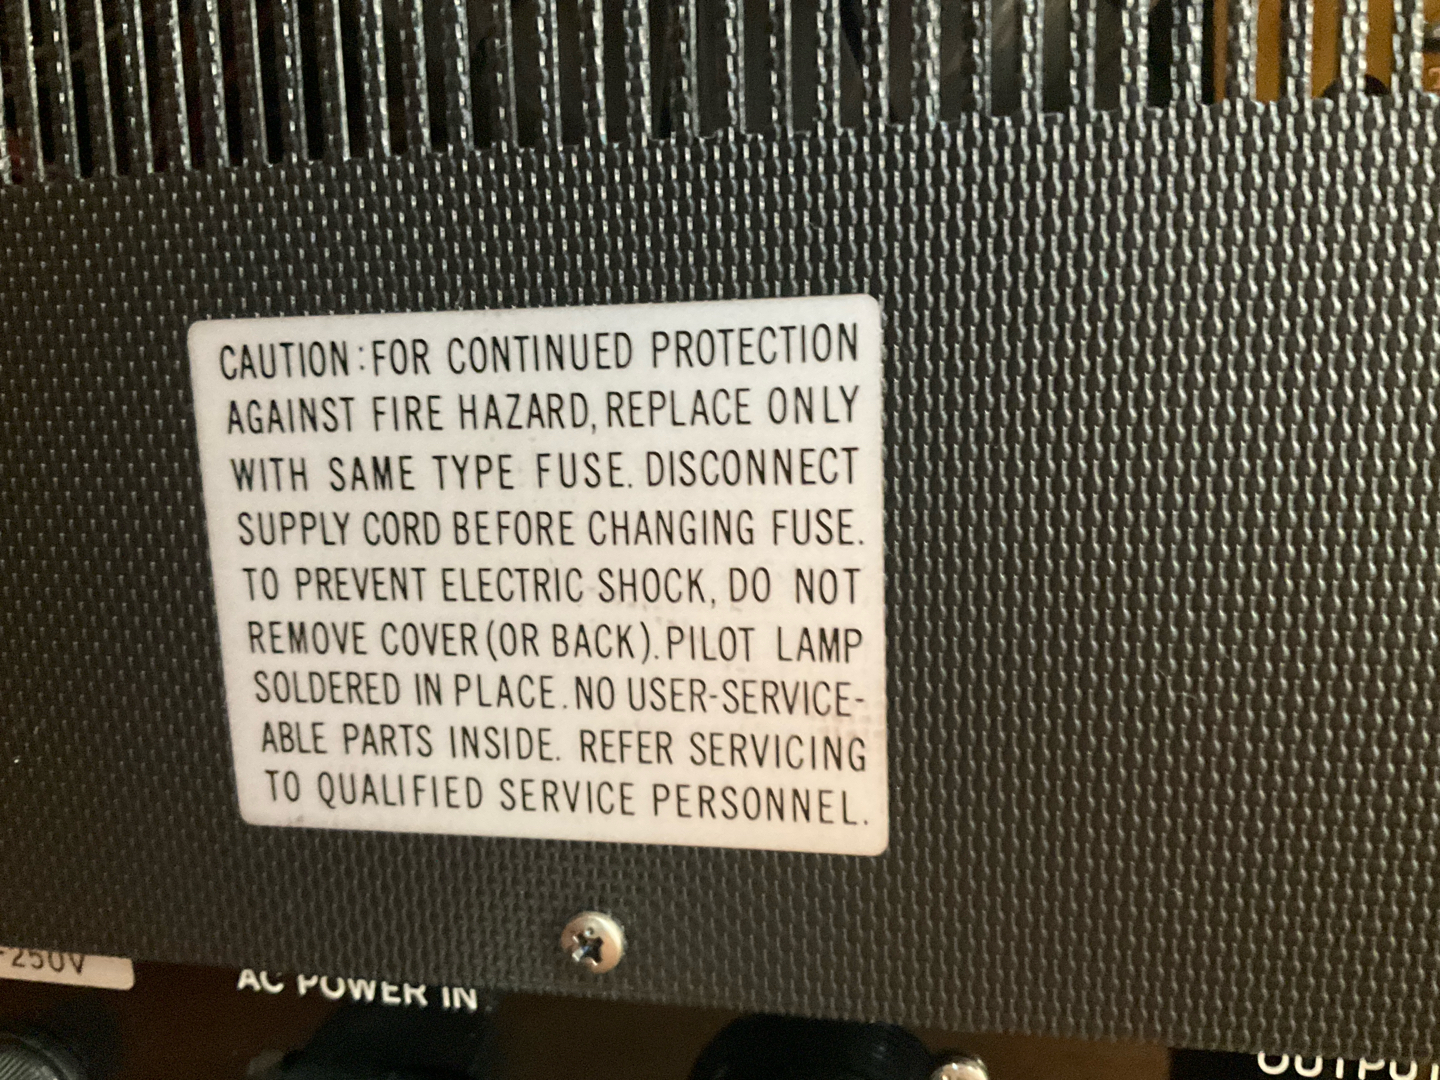 CAUTION:FOR CONTINUED PROTECTION
AGAINST FIRE HAZARD, REPLACE ONLY
WITH SAME TYPE FUSE. DISCONNECT
SUPPLY CORD BEFORE CHANGING FUSE.
TO PREVENT ELECTRIC SHOCK, DO NOT
REMOVE COVER (OR BACK). PILOT LAMP
SOLDERED IN PLACE. NO USER-SERVICE-
ABLE PARTS INSIDE. REFER SERVICING
TO QUALIFIED SERVICE PERSONNEL.
-250V
AC POWER IN
OUTPUT